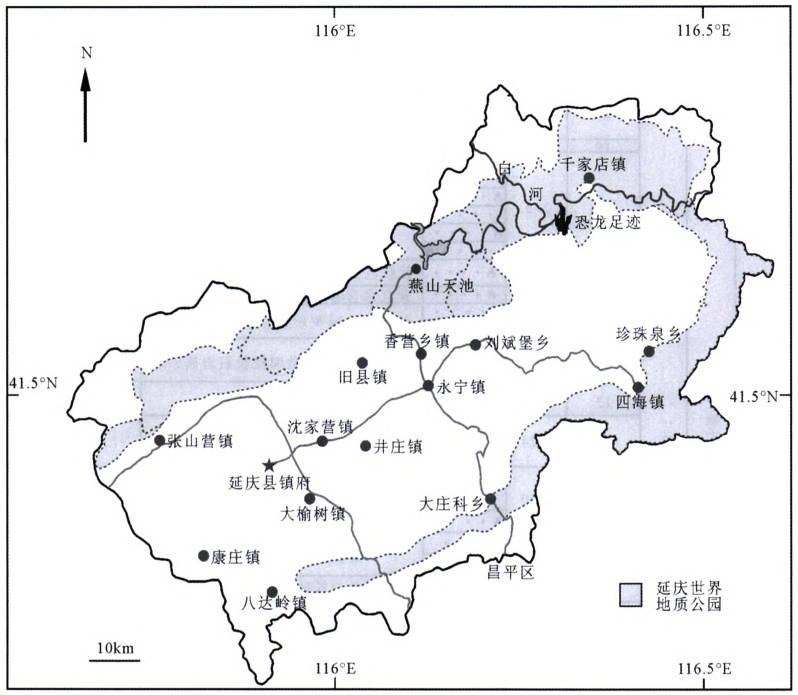 116°E
116.5°E
N
千家店镇
白
河
恐龙足迹
燕山天池
香营乡镇
刘斌堡乡
珍珠泉乡
旧县镇
41.5°N
永宁镇
四海镇
41.5°N
沈家营镇
张山营镇
井庄镇
延庆县镇府
大榆树镇
大庄科乡
康庄镇
昌平区
八达岭镇
延庆世界
地质公园
10km
116°E
116.5°E